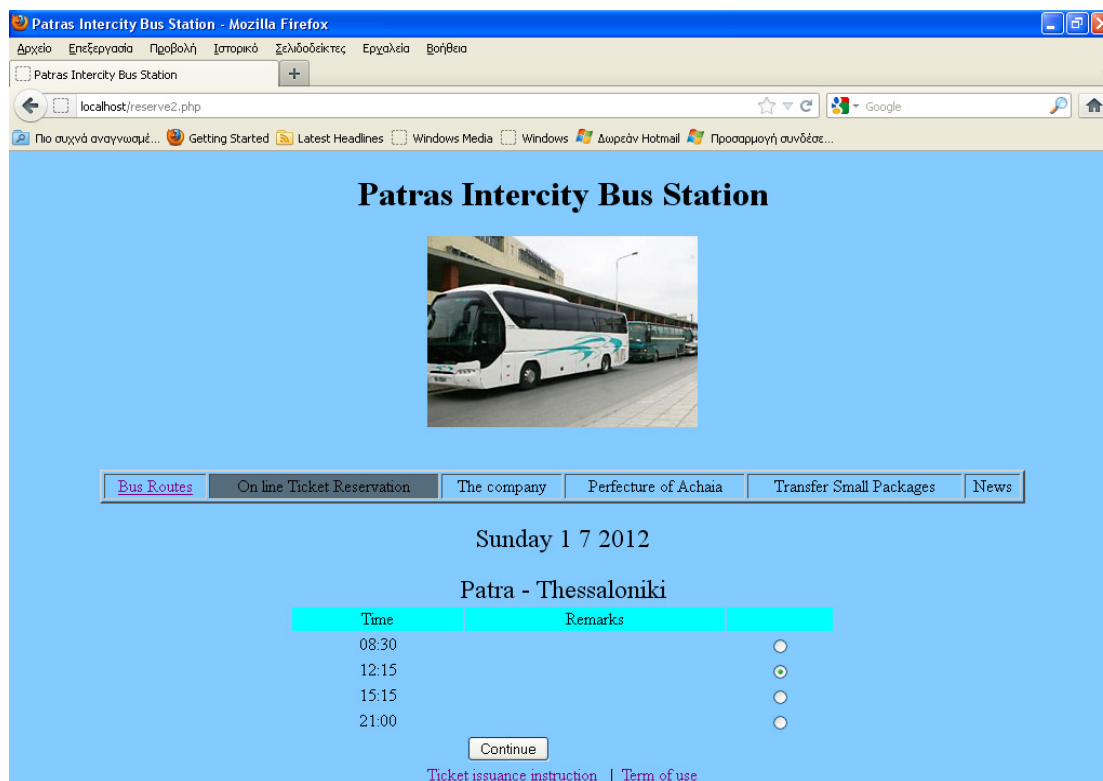 Patras Intercity Bus Station - Mozilla Firefox
Αρχείο Επεξεργασία Προβολή Ιστορικό Σελιδοδείκτες Εργαλεία Βοήθεια
Patras Intercity Bus Station +
localhost/reserve2.php Google
Πιο συχνά αναγνωσμέ... Getting Started Latest Headlines Windows Media Windows Δωρεάν Hotmail Προσαρμογή συνδέσε...
Patras Intercity Bus Station
Bus Routes On line Ticket Reservation The company Perfecture of Achaia Transfer Small Packages News
Sunday 1 7 2012
Patra - Thessaloniki
Time Remarks
08:30
12:15
15:15
21:00
Continue
Ticket issuance instruction | Term of use